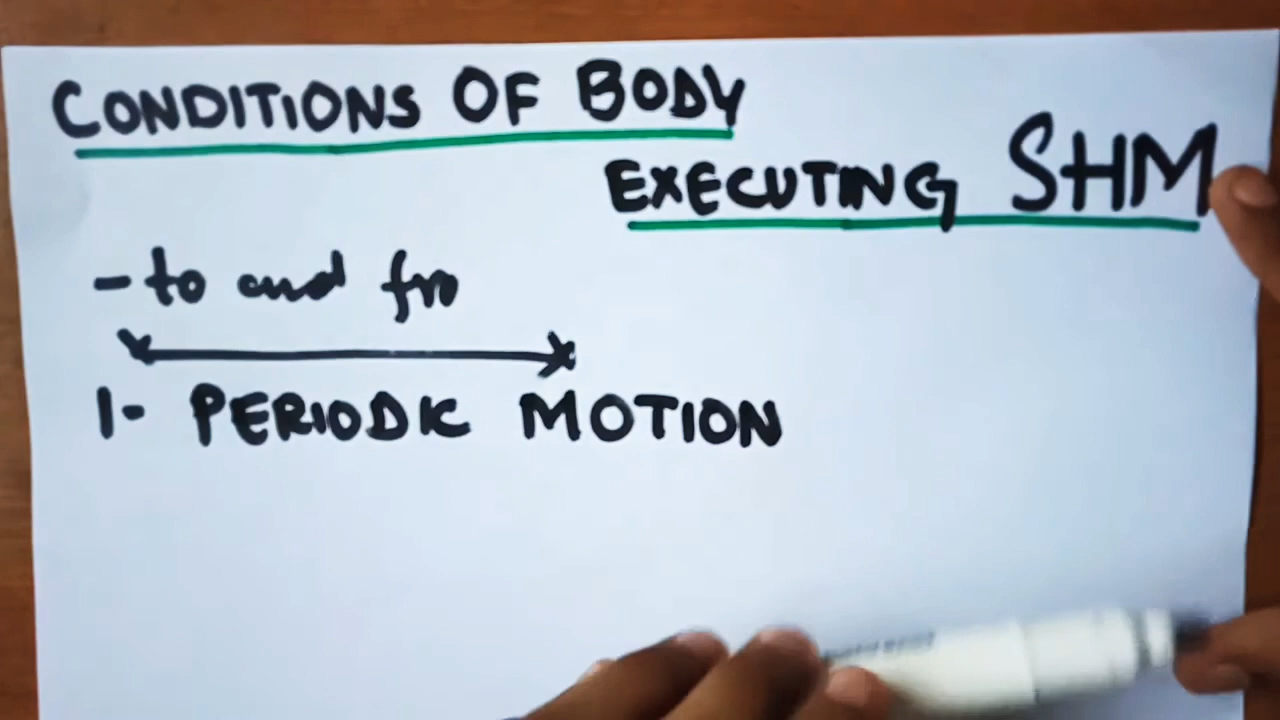 CONDITIONS OF BODY
EXECUTING SHM
- to and fro
1- PERIODIC MOTION